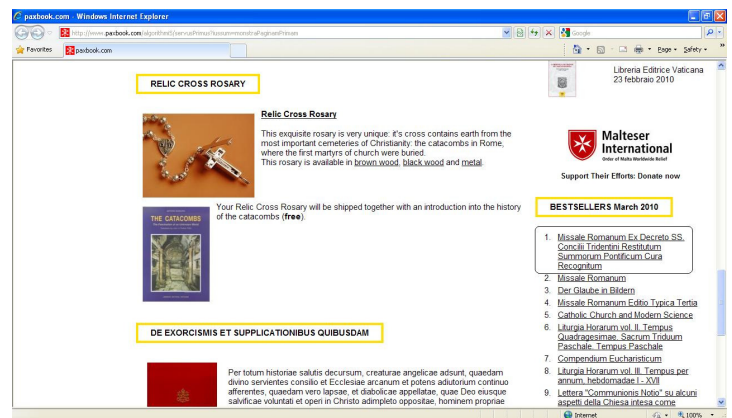 paxbook.com - Windows Internet Explorer
http://www.paxbook.com/algorithmiS/servusPrimus?iussum=monstraPaginamPrimam
Google
Favorites
paxbook.com
Page
Safety
RELIC CROSS ROSARY
Relic Cross Rosary
This exquisite rosary is very unique: it's cross contains earth from the
most important cemeteries of Christianity: the catacombs in Rome,
where the first martyrs of church were buried.
This rosary is available in brown wood, black wood and metal.
THE CATACOMBS
Your Relic Cross Rosary will be shipped together with an introduction into the history
of the catacombs (free).
DE EXORCISMIS ET SUPPLICATIONIBUS QUIBUSDAM
Per totum historiae salutis decursum, creaturae angelicae adsunt, quaedam
divino servientes consilio et Ecclesiae arcanum et potens adiutorium continuo
afferentes, quaedam vero lapsae, et diabolicae appellatae, quae Deo eiusque
salvificae voluntati et operi in Christo adimpleto oppositae, hominem propriae
Libreria Editrice Vaticana
23 febbraio 2010
Malteser
International
Order of Malta Worldwide Relief
Support Their Efforts: Donate now
BESTSELLERS March 2010
1. Missale Romanum Ex Decreto SS.
Concilii Tridentini Restitutum
Summorum Pontificum Cura
Recognitum
2. Missale Romanum
3. Der Glaube in Bildern
4. Missale Romanum Editio Typica Tertia
5. Catholic Church and Modern Science
6. Liturgia Horarum vol. II. Tempus
Quadragesimae. Sacrum Triduum
Paschale. Tempus Paschale
7. Compendium Eucharisticum
8. Liturgia Horarum vol. III. Tempus per
annum, hebdomadae I - XVII
9. Lettera "Communionis Notio" su alcuni
aspetti della Chiesa intesa come
Internet
100%